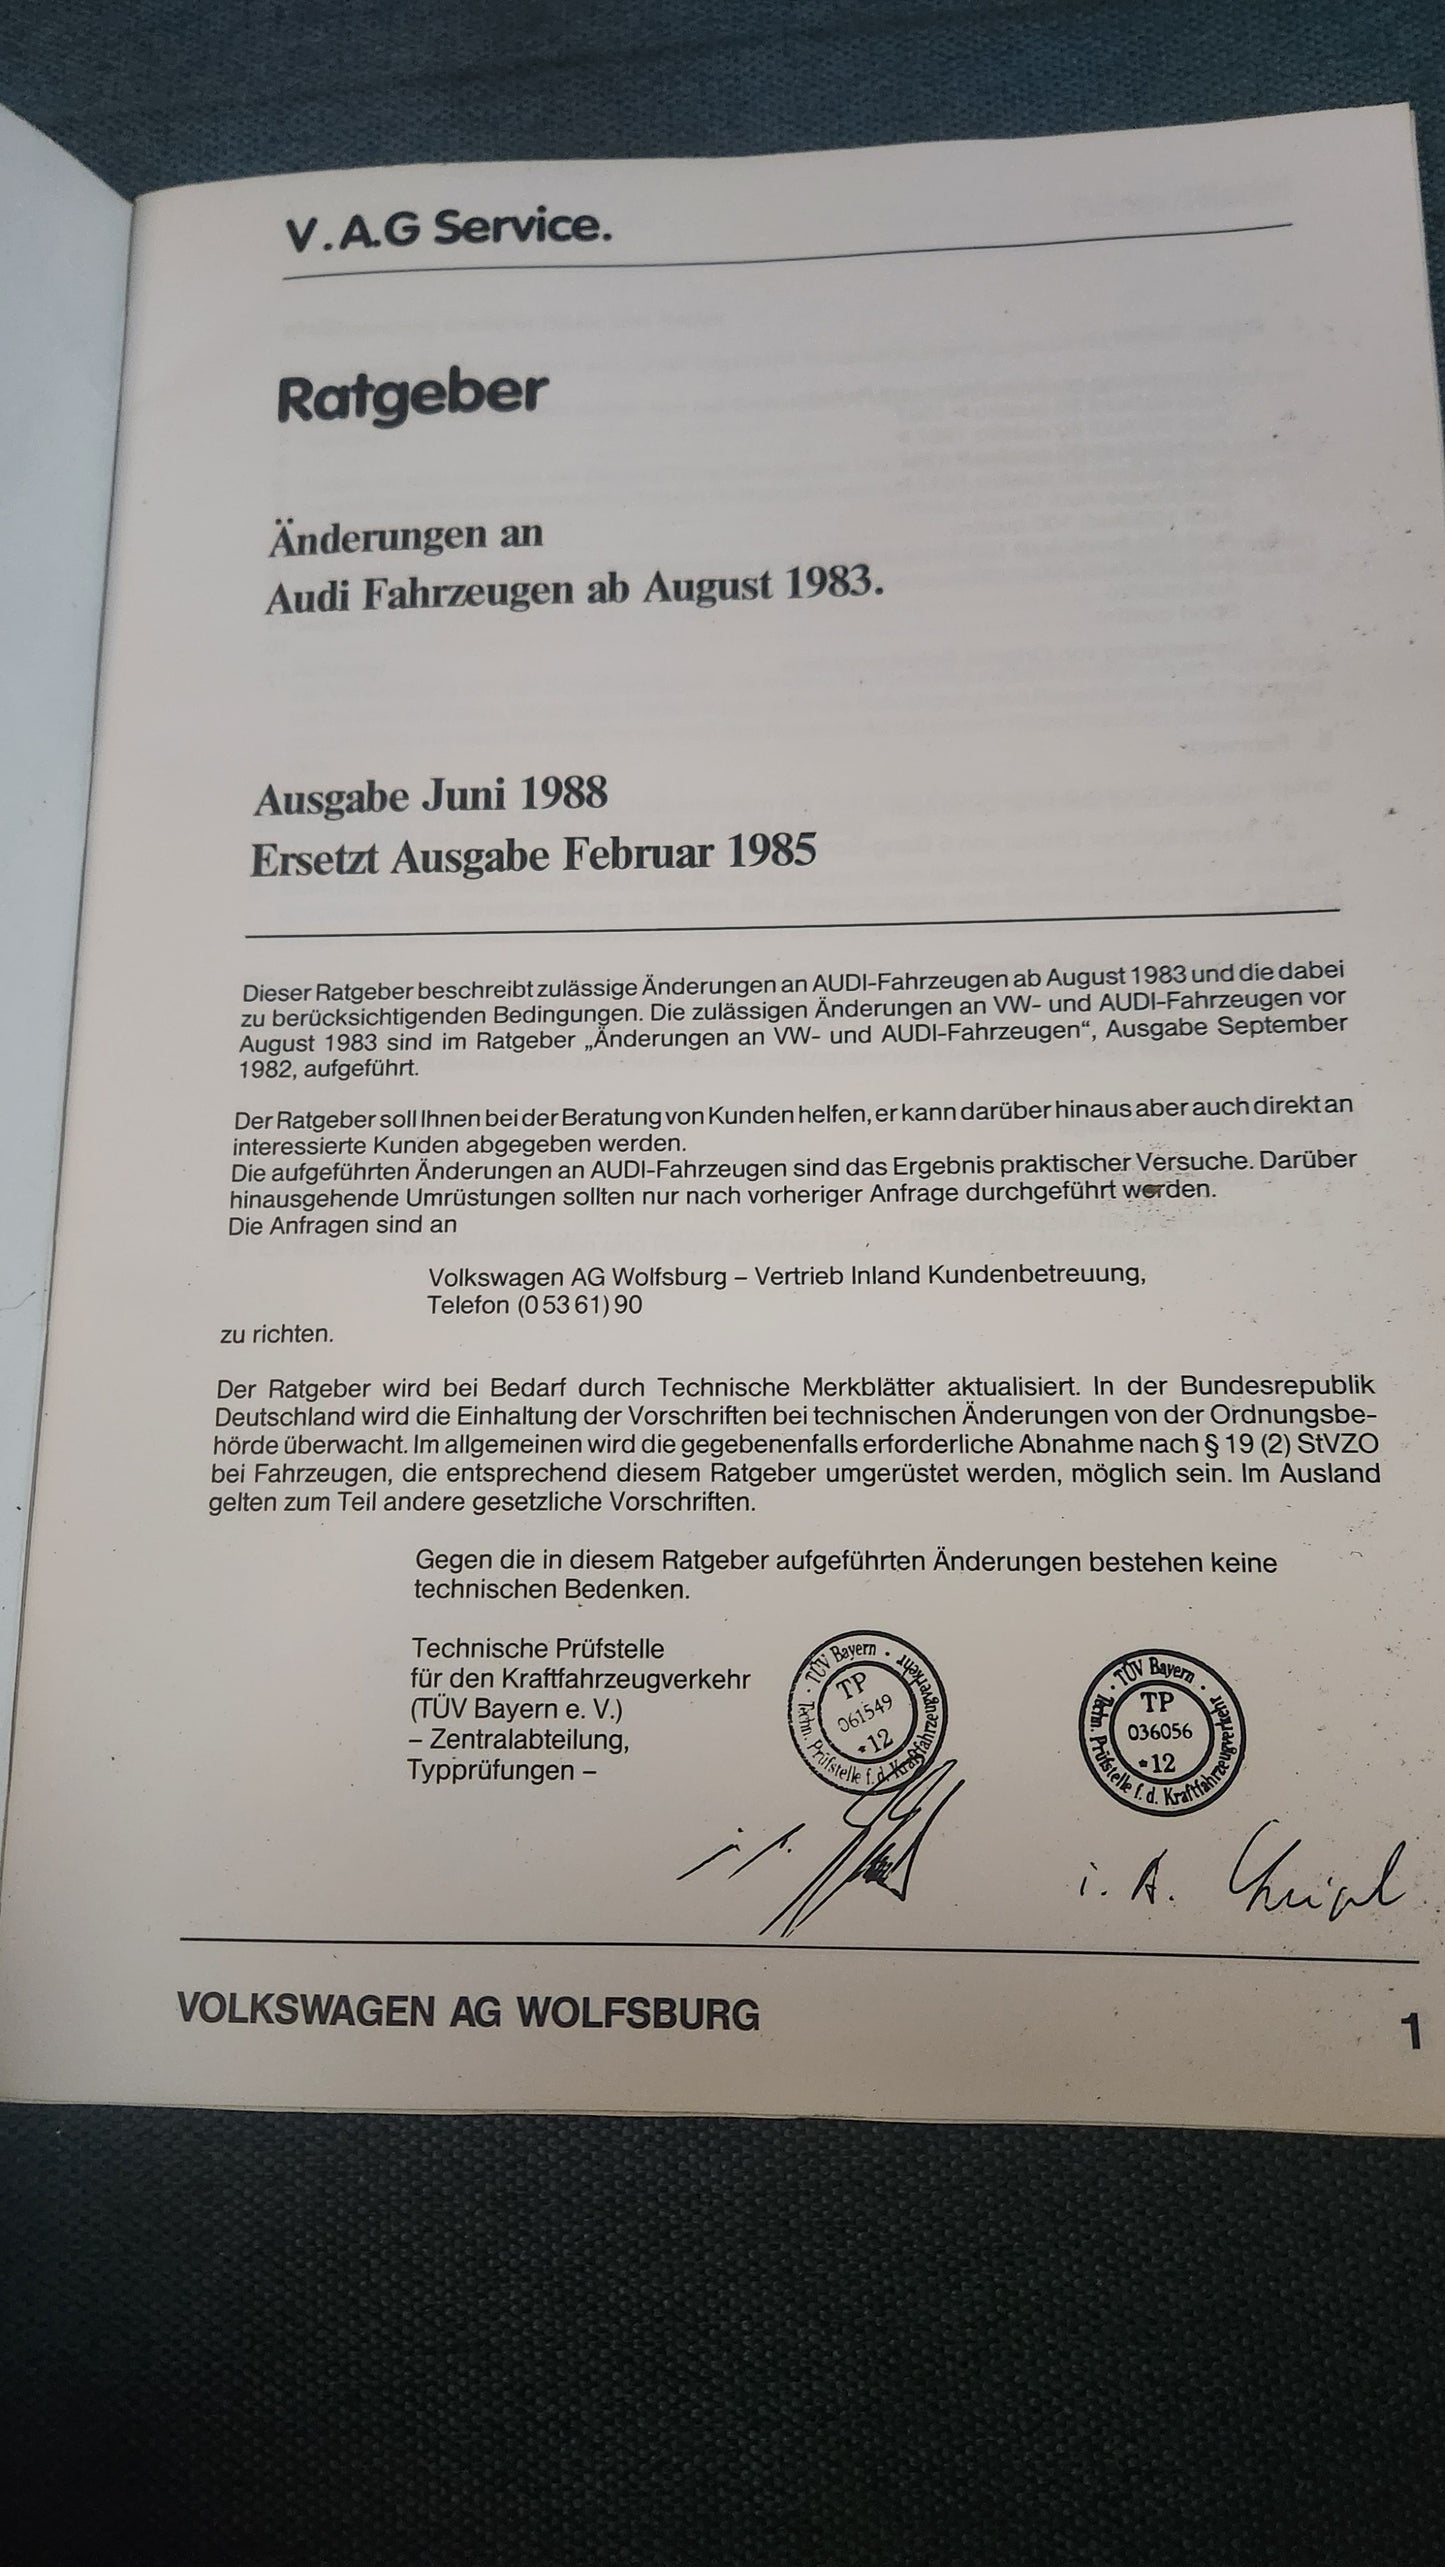 V.A.G Service.
Ratgeber
Änderungen an
Audi Fahrzeugen ab August 1983.
Ausgabe Juni 1988
Ersetzt Ausgabe Februar 1985
Dieser Ratgeber beschreibt zulässige Änderungen an AUDI-Fahrzeugen ab August 1983 und die dabei
zu berücksichtigenden Bedingungen. Die zulässigen Änderungen an VW- und AUDI-Fahrzeugen vor
August 1983 sind im Ratgeber „Änderungen an VW- und AUDI-Fahrzeugen“, Ausgabe September
1982, aufgeführt.
Der Ratgeber soll Ihnen bei der Beratung von Kunden helfen, er kann darüber hinaus aber auch direkt an
interessierte Kunden abgegeben werden.
Die aufgeführten Änderungen an AUDI-Fahrzeugen sind das Ergebnis praktischer Versuche. Darüber
hinausgehende Umrüstungen sollten nur nach vorheriger Anfrage durchgeführt werden.
Die Anfragen sind an
Volkswagen AG Wolfsburg – Vertrieb Inland Kundenbetreuung,
Telefon (0 53 61) 90
zu richten.
Der Ratgeber wird bei Bedarf durch Technische Merkblätter aktualisiert. In der Bundesrepublik
Deutschland wird die Einhaltung der Vorschriften bei technischen Änderungen von der Ordnungsbe-
hörde überwacht. Im allgemeinen wird die gegebenenfalls erforderliche Abnahme nach § 19 (2) StVZO
bei Fahrzeugen, die entsprechend diesem Ratgeber umgerüstet werden, möglich sein. Im Ausland
gelten zum Teil andere gesetzliche Vorschriften.
Gegen die in diesem Ratgeber aufgeführten Änderungen bestehen keine
technischen Bedenken.
Technische Prüfstelle
für den Kraftfahrzeugverkehr
(TÜV Bayern e. V.)
– Zentralabteilung,
Typprüfungen –
TÜV Bayern · Techn. Prüfstelle f. d. Kraftfahrzeugverkehr
TP
061549
*12
TÜV Bayern · Techn. Prüfstelle f. d. Kraftfahrzeugverkehr
TP
036056
*12
i. A.
VOLKSWAGEN AG WOLFSBURG
1